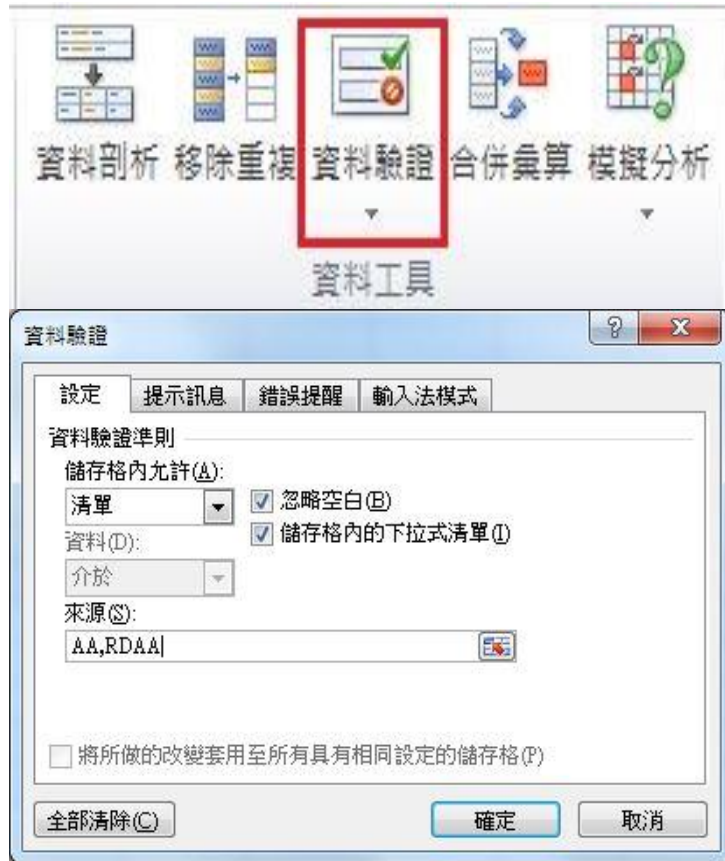 資料剖析 移除重複 資料驗證 合併彙算 模擬分析
資料工具
資料驗證
設定 提示訊息 錯誤提醒 輸入法模式
資料驗證準則
儲存格內允許(A):
清單 忽略空白(B)
資料(D): 儲存格內的下拉式清單(I)
介於
來源(S):
AA,RDAA
將所做的改變套用至所有具有相同設定的儲存格(P)
全部清除(C) 確定 取消